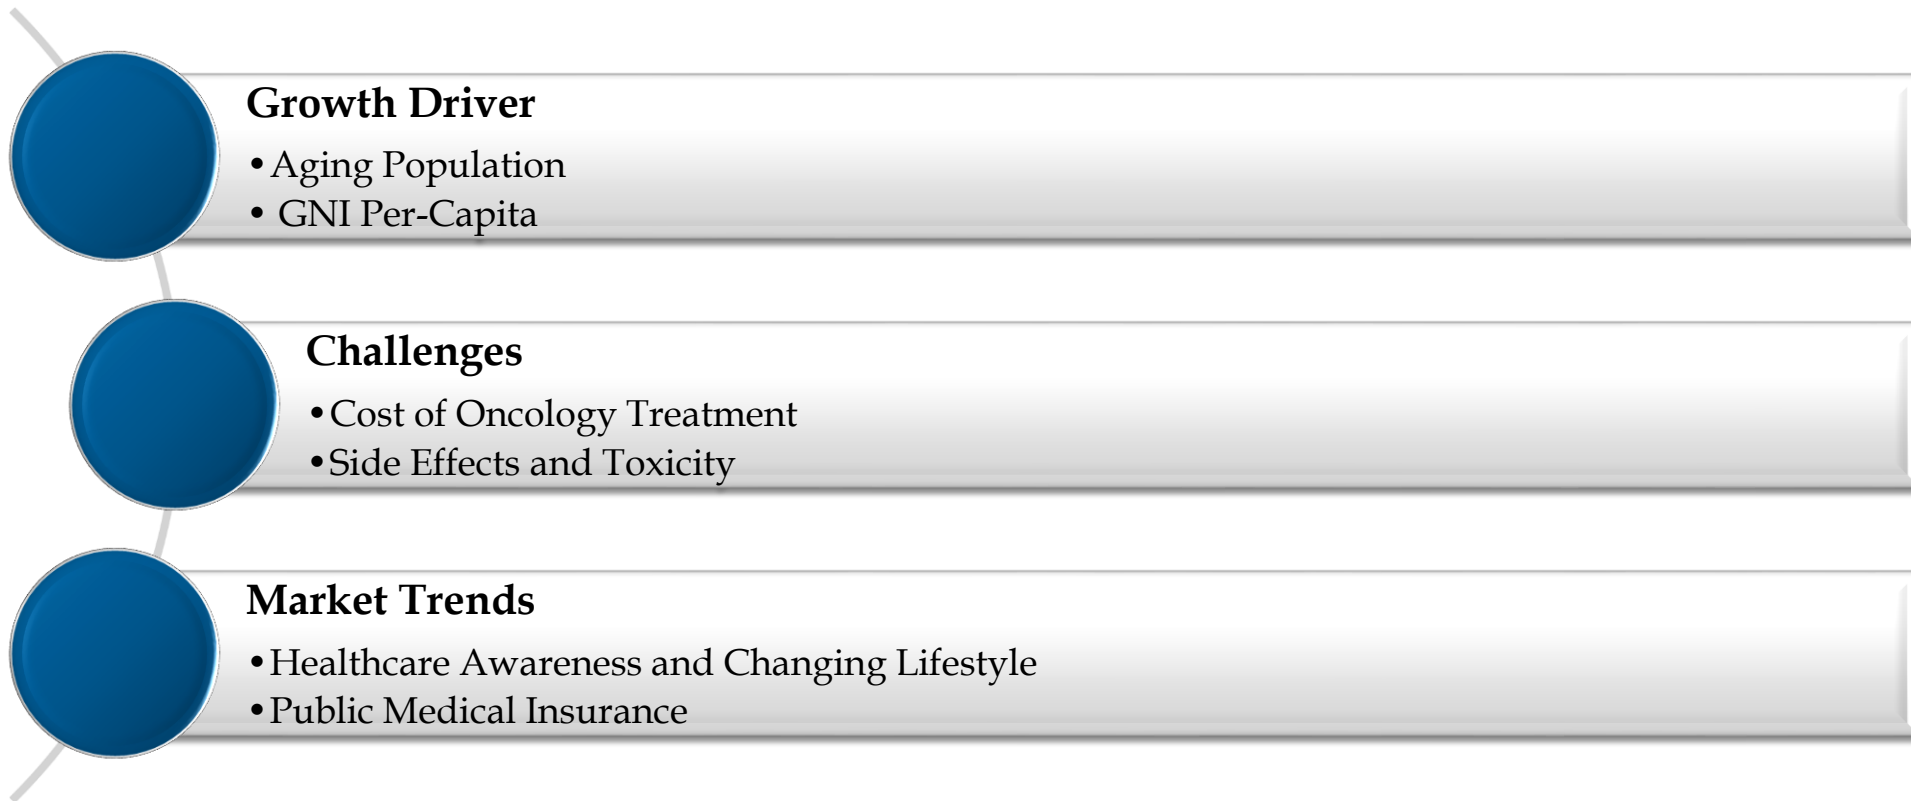 Growth Driver
•Aging Population
• GNI Per-Capita
Challenges
•Cost of Oncology Treatment
•Side Effects and Toxicity
Market Trends
•Healthcare Awareness and Changing Lifestyle
•Public Medical Insurance